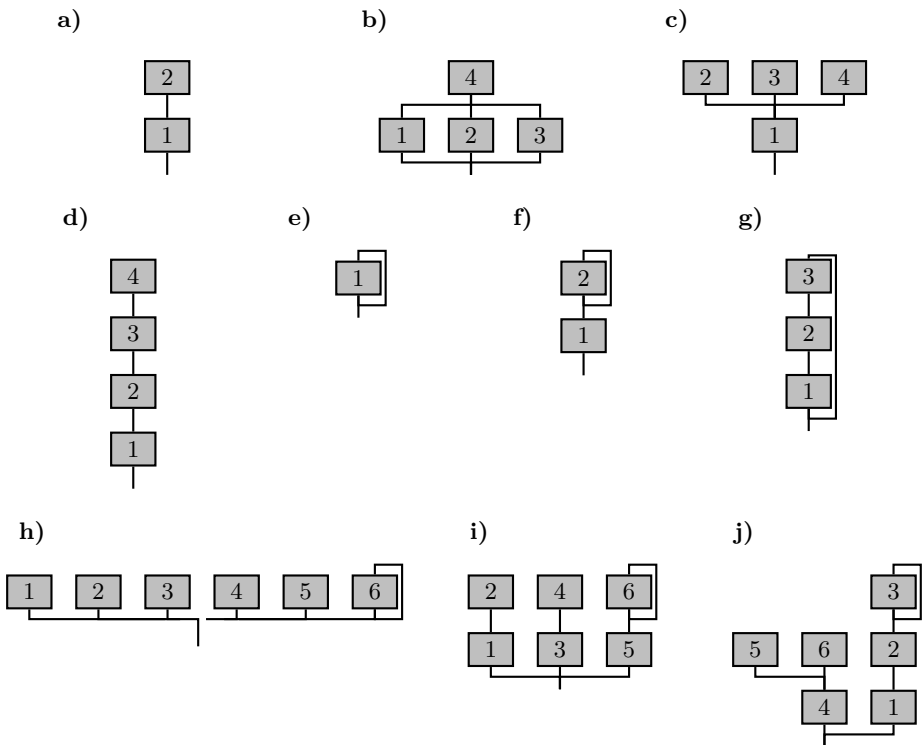 a) b) c)
2 4 2 3 4
1 1 2 3 1
d) e) f) g)
4 1 2 3
3 1 2
2 1
1
h) i) j)
1 2 3 4 5 6 2 4 6 3
1 3 5 5 6 2
4 1